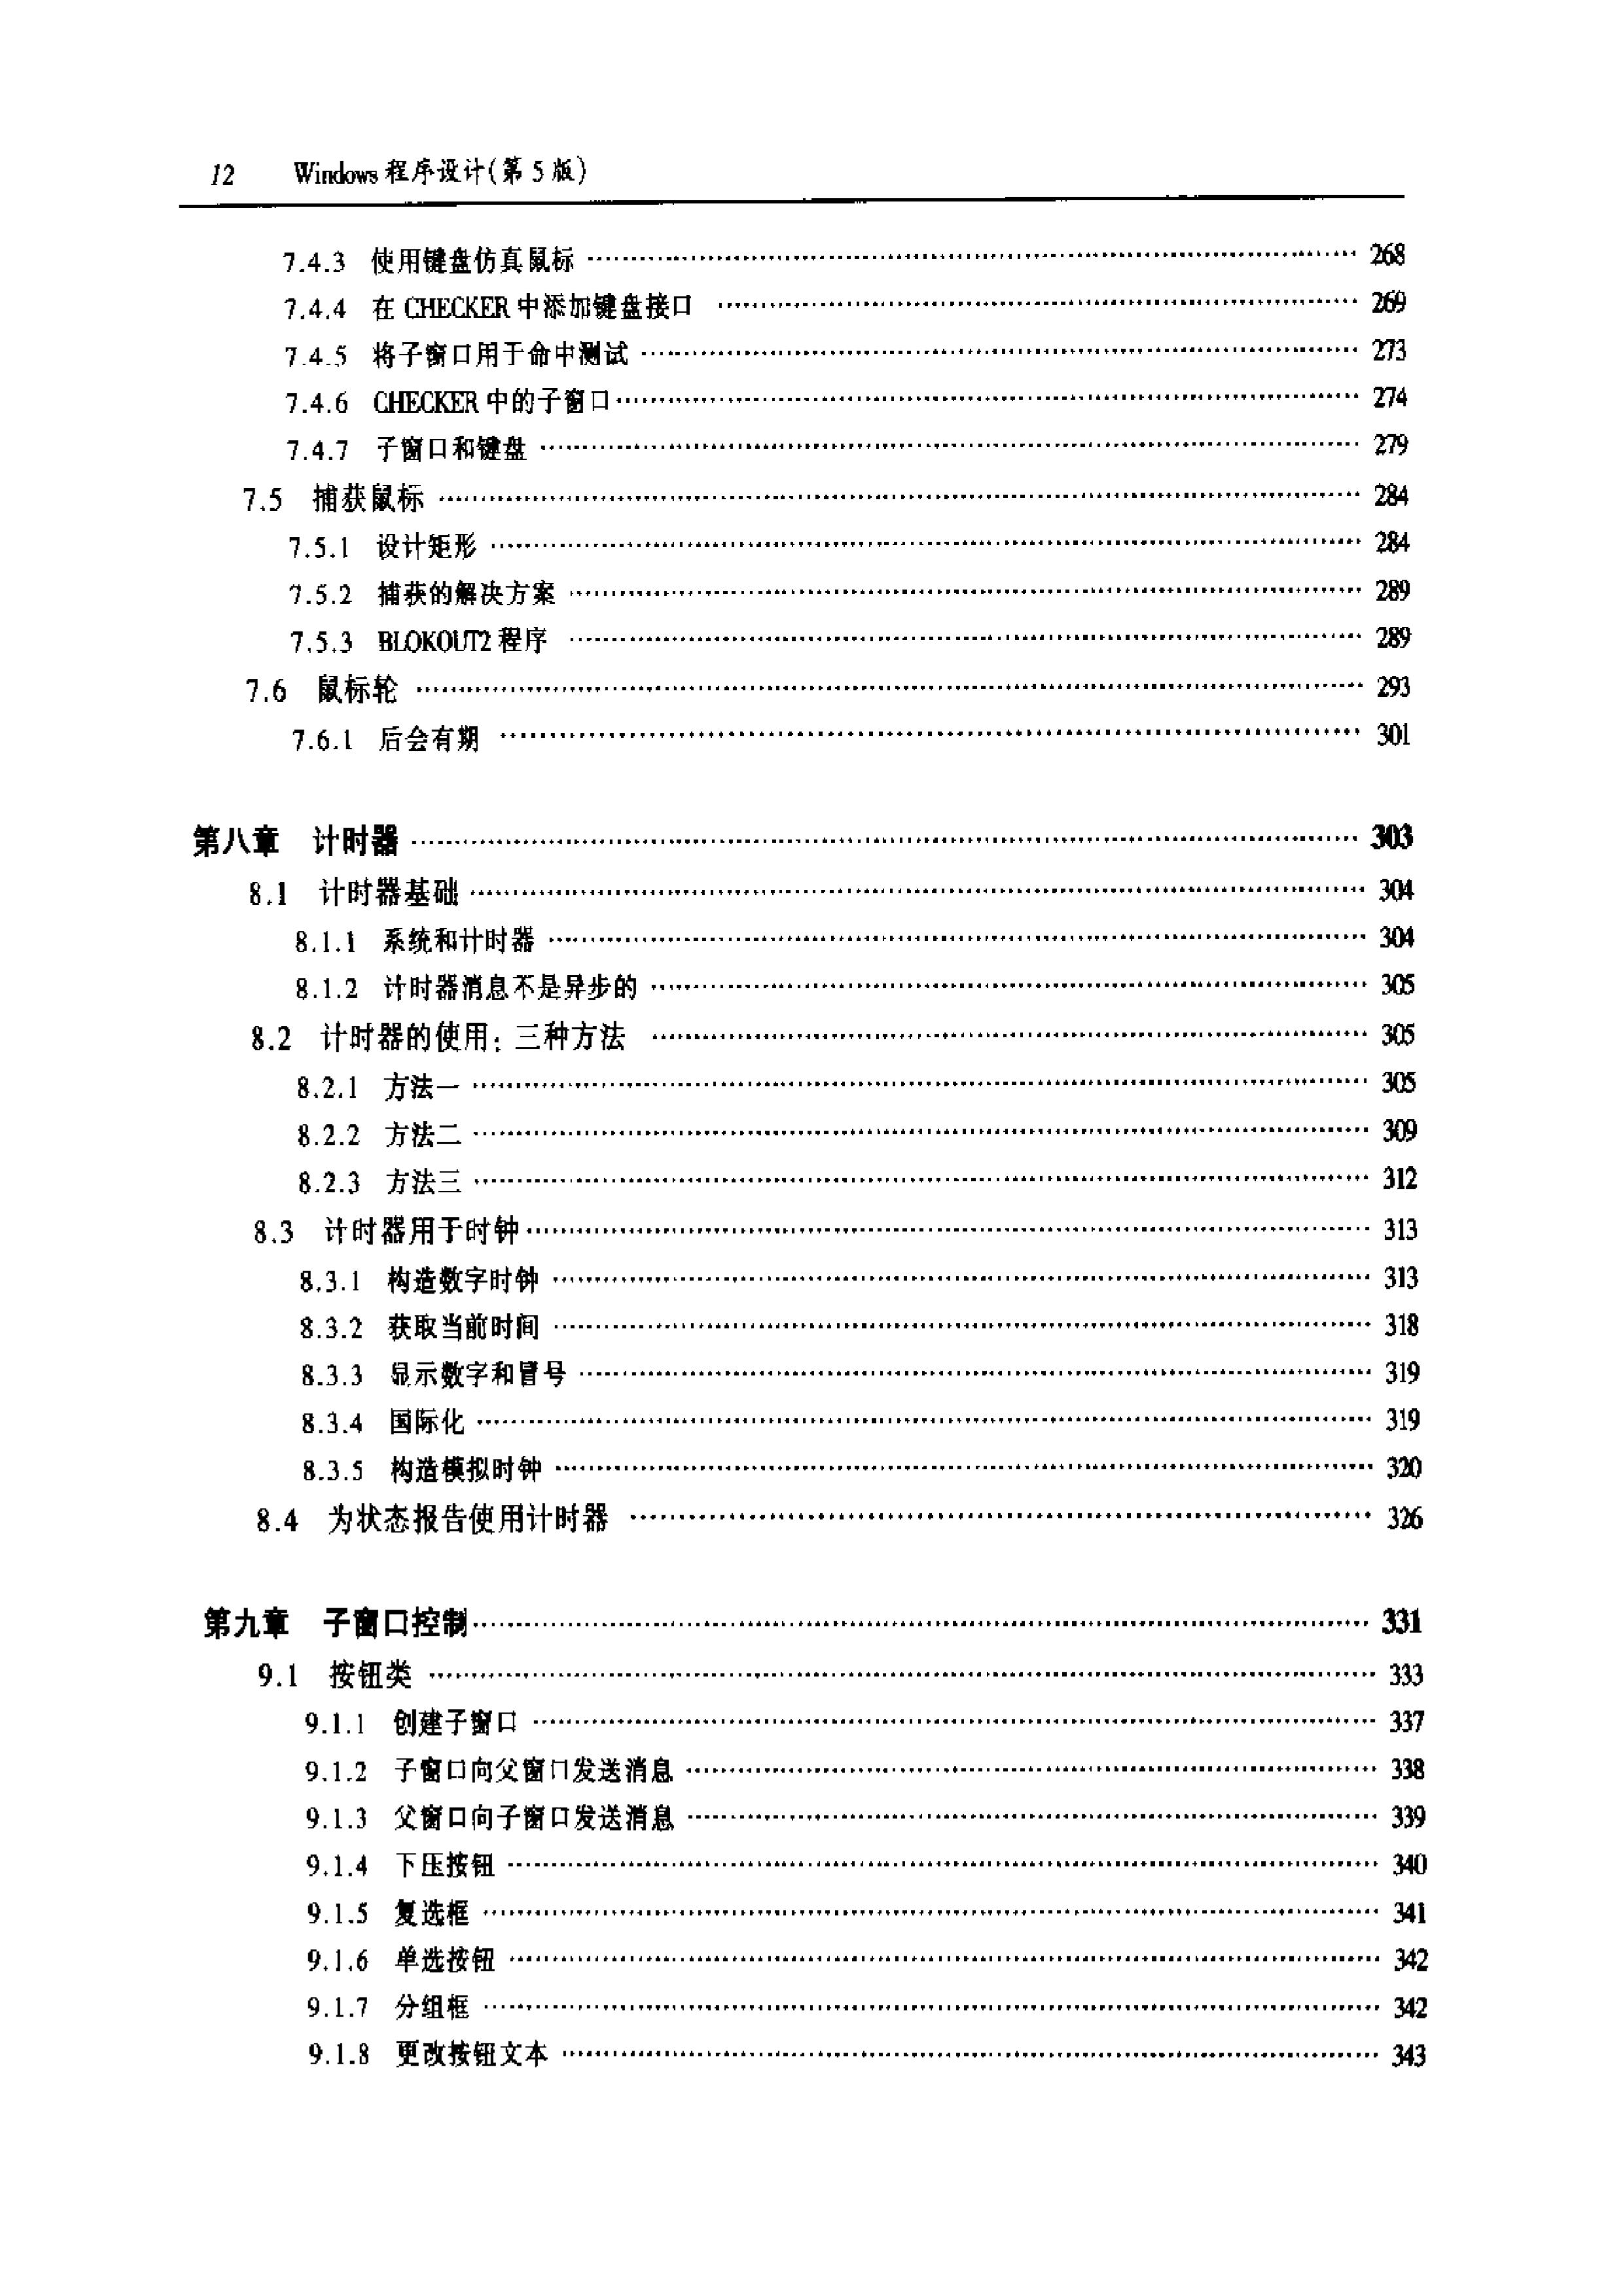 12 Windows 程序设计(第 5 版)
7.4.3 使用键盘仿真鼠标 …… 268
7.4.4 在 CHECKER 中添加键盘接口 …… 269
7.4.5 将子窗口用于命中测试 …… 273
7.4.6 CHECKER 中的子窗口 …… 274
7.4.7 子窗口和键盘 …… 279
7.5 捕获鼠标 …… 284
7.5.1 设计矩形 …… 284
7.5.2 捕获的解决方案 …… 289
7.5.3 BLOKOUT2 程序 …… 289
7.6 鼠标轮 …… 293
7.6.1 后会有期 …… 301
第八章 计时器 …… 303
8.1 计时器基础 …… 304
8.1.1 系统和计时器 …… 304
8.1.2 计时器消息不是异步的 …… 305
8.2 计时器的使用: 三种方法 …… 305
8.2.1 方法一 …… 305
8.2.2 方法二 …… 309
8.2.3 方法三 …… 312
8.3 计时器用于时钟 …… 313
8.3.1 构造数字时钟 …… 313
8.3.2 获取当前时间 …… 318
8.3.3 显示数字和冒号 …… 319
8.3.4 国际化 …… 319
8.3.5 构造模拟时钟 …… 320
8.4 为状态报告使用计时器 …… 326
第九章 子窗口控制 …… 331
9.1 按钮类 …… 333
9.1.1 创建子窗口 …… 337
9.1.2 子窗口向父窗口发送消息 …… 338
9.1.3 父窗口向子窗口发送消息 …… 339
9.1.4 下压按钮 …… 340
9.1.5 复选框 …… 341
9.1.6 单选按钮 …… 342
9.1.7 分组框 …… 342
9.1.8 更改按钮文本 …… 343